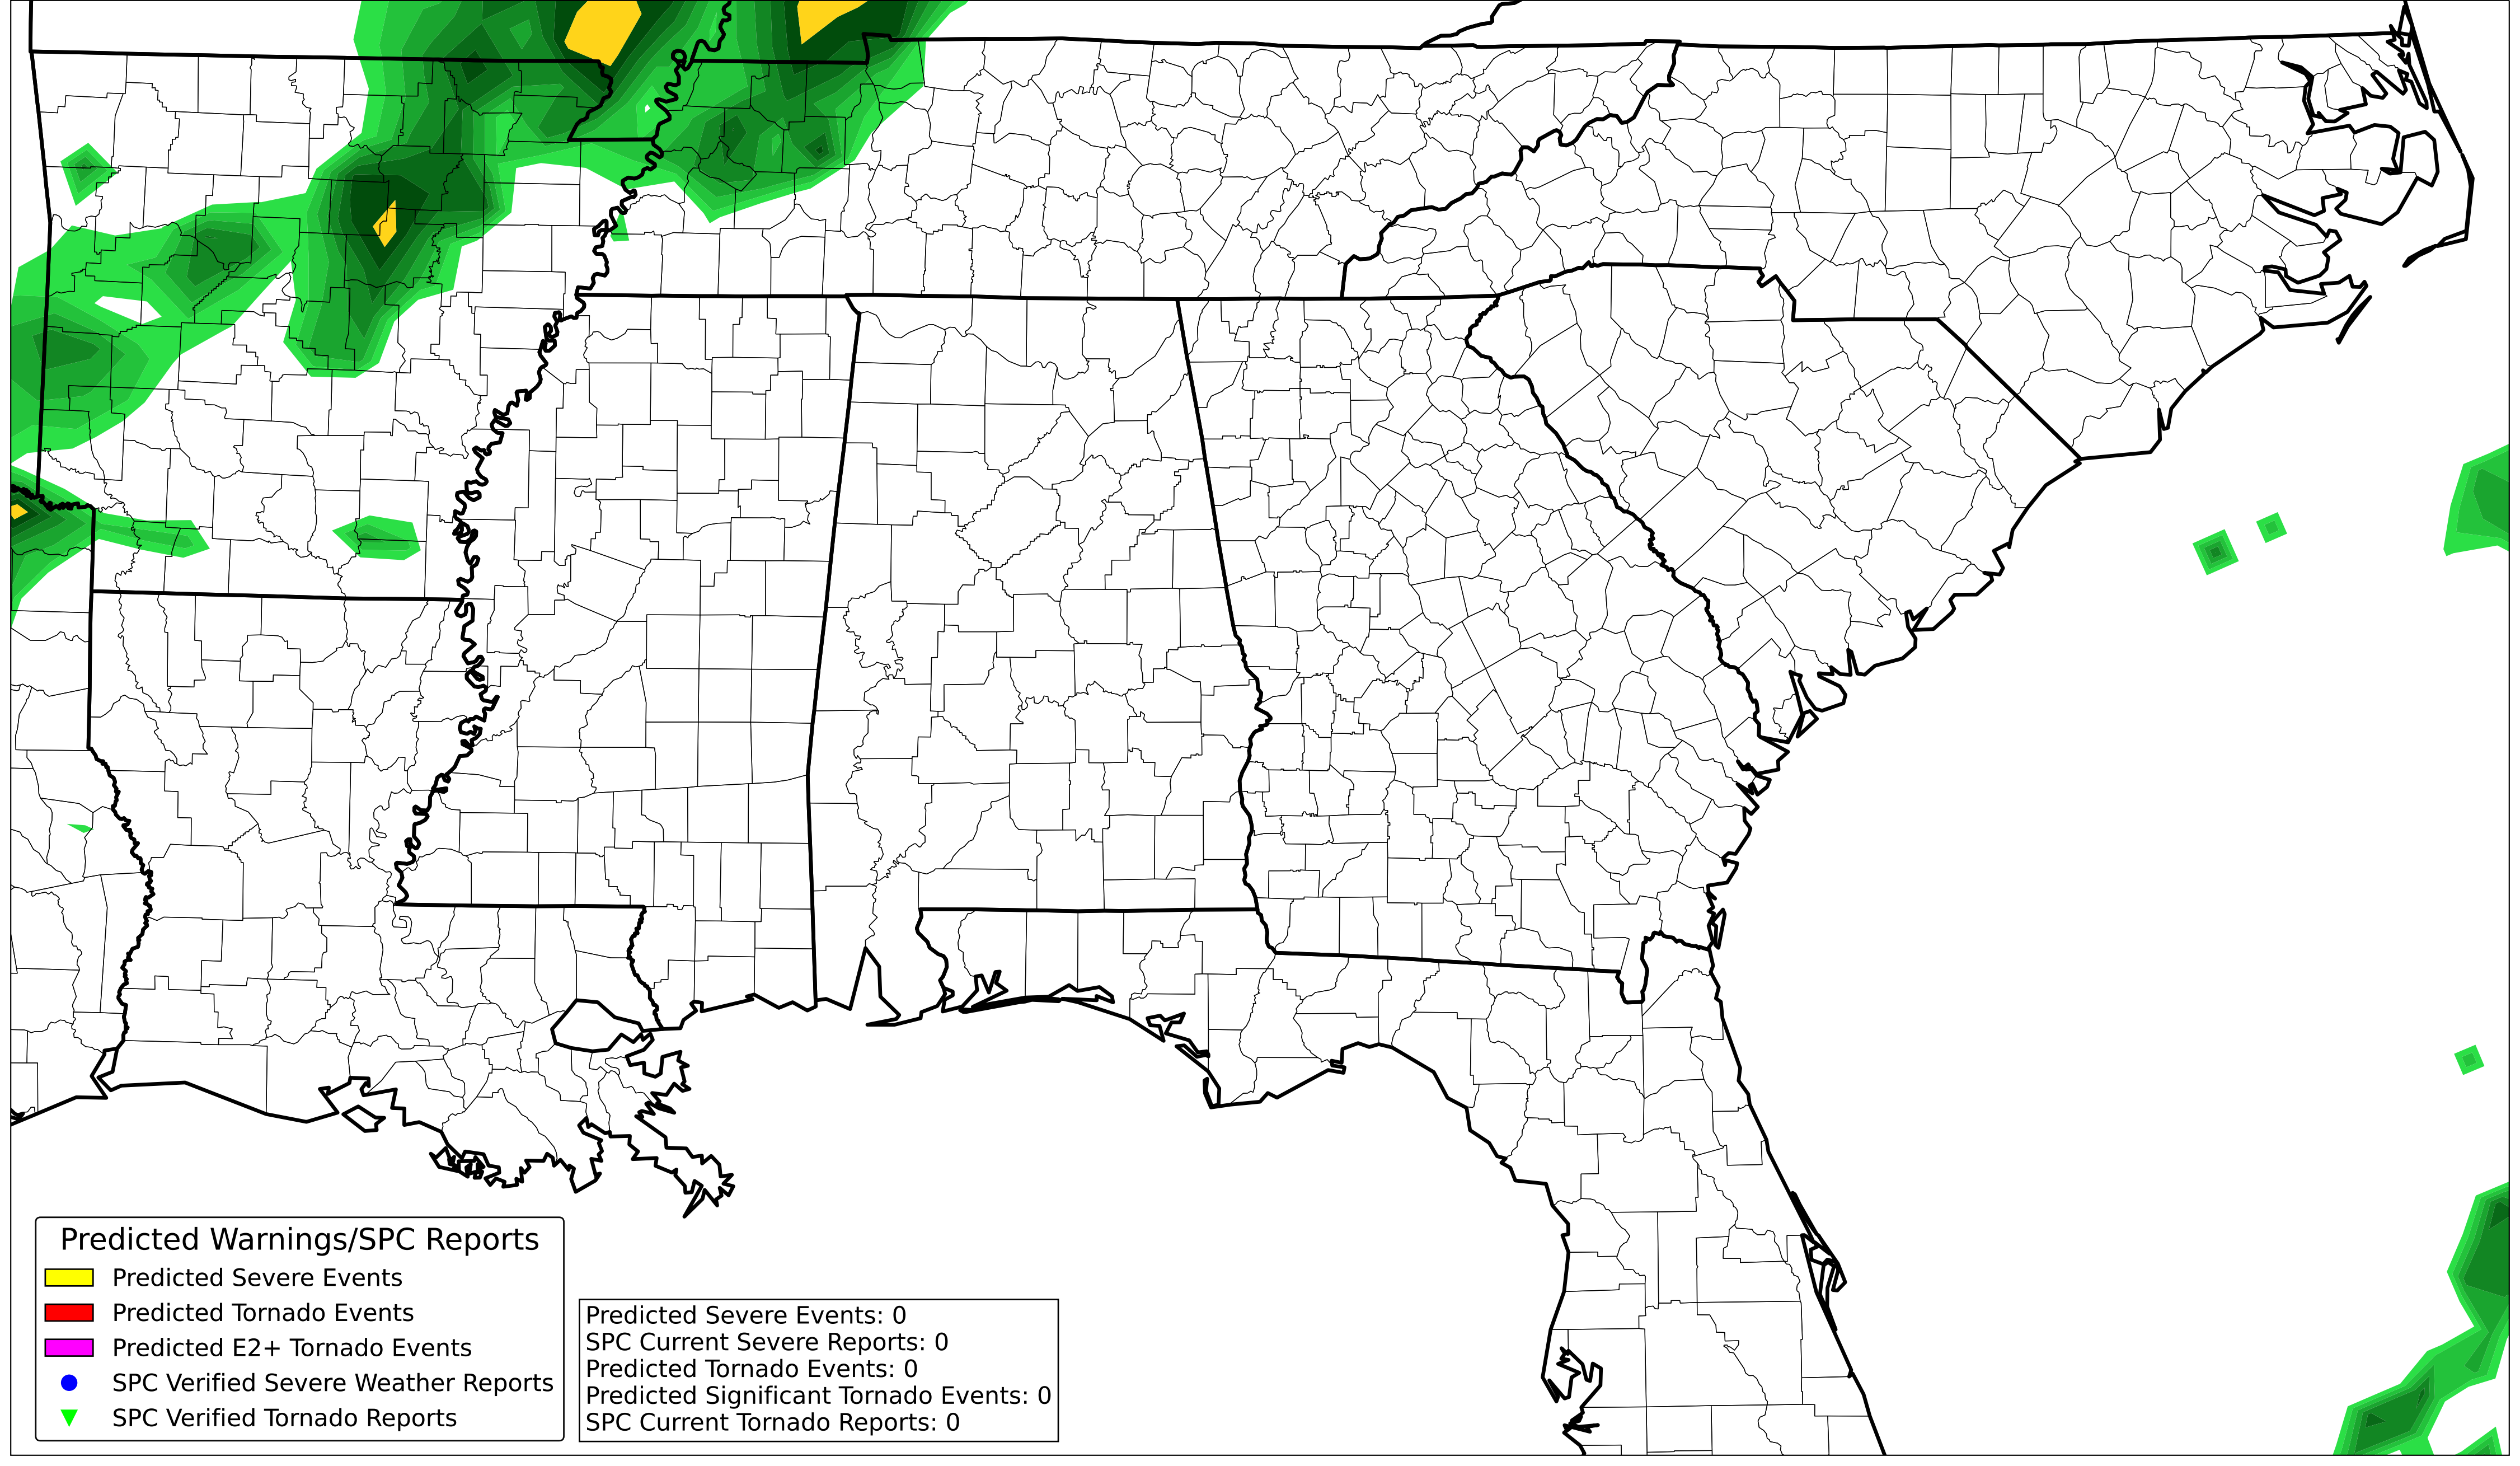 Predicted Warnings/SPC Reports
Predicted Severe Events
Predicted Tornado Events
Predicted E2+ Tornado Events
SPC Verified Severe Weather Reports
SPC Verified Tornado Reports
Predicted Severe Events: 0
SPC Current Severe Reports: 0
Predicted Tornado Events: 0
Predicted Significant Tornado Events: 0
SPC Current Tornado Reports: 0